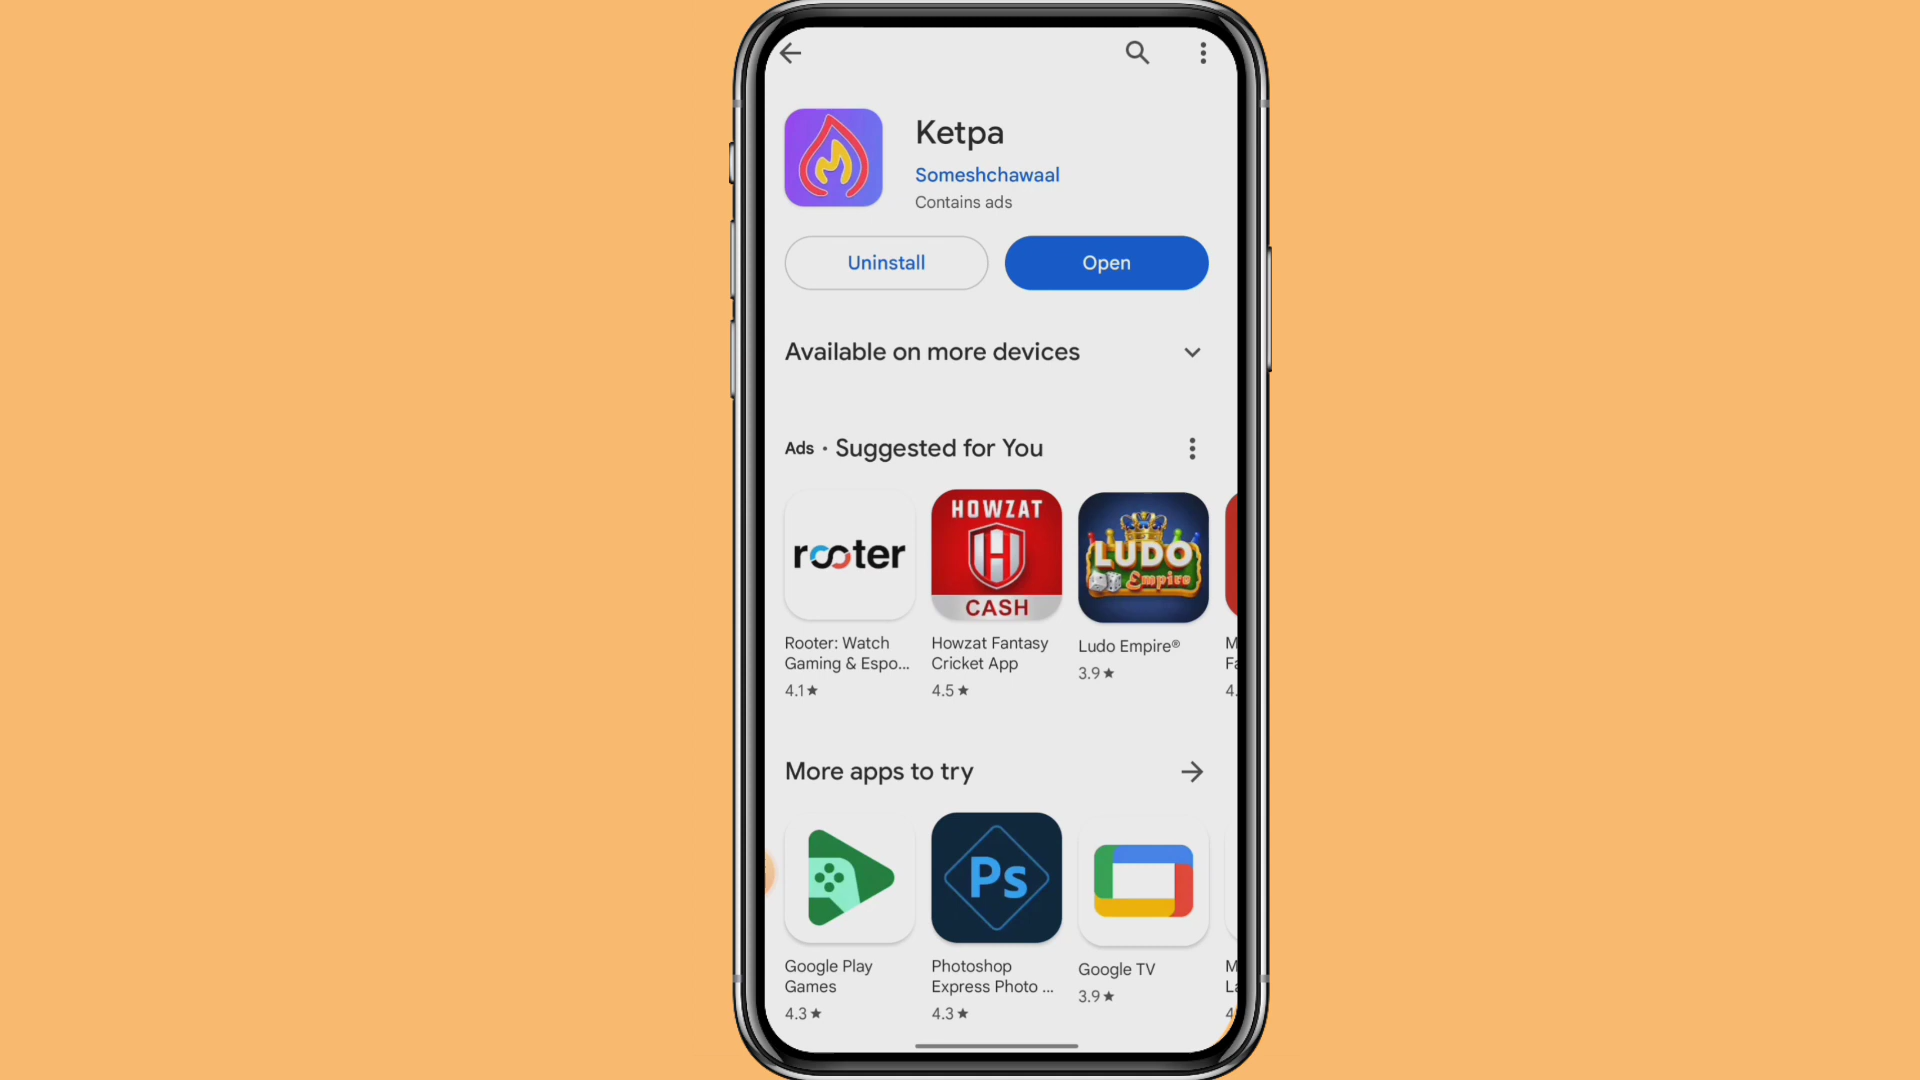 Ketpa
Someshchawaal
Contains ads
Uninstall
Open
Available on more devices
Ads · Suggested for You
rooter
HOWZAT
CASH
LUDO
Empire
Rooter: Watch
Gaming & Espo...
4.1★
Howzat Fantasy
Cricket App
4.5★
Ludo Empire®
3.9★
More apps to try
Ps
Google Play
Games
4.3★
Photoshop
Express Photo ...
4.3★
Google TV
3.9★